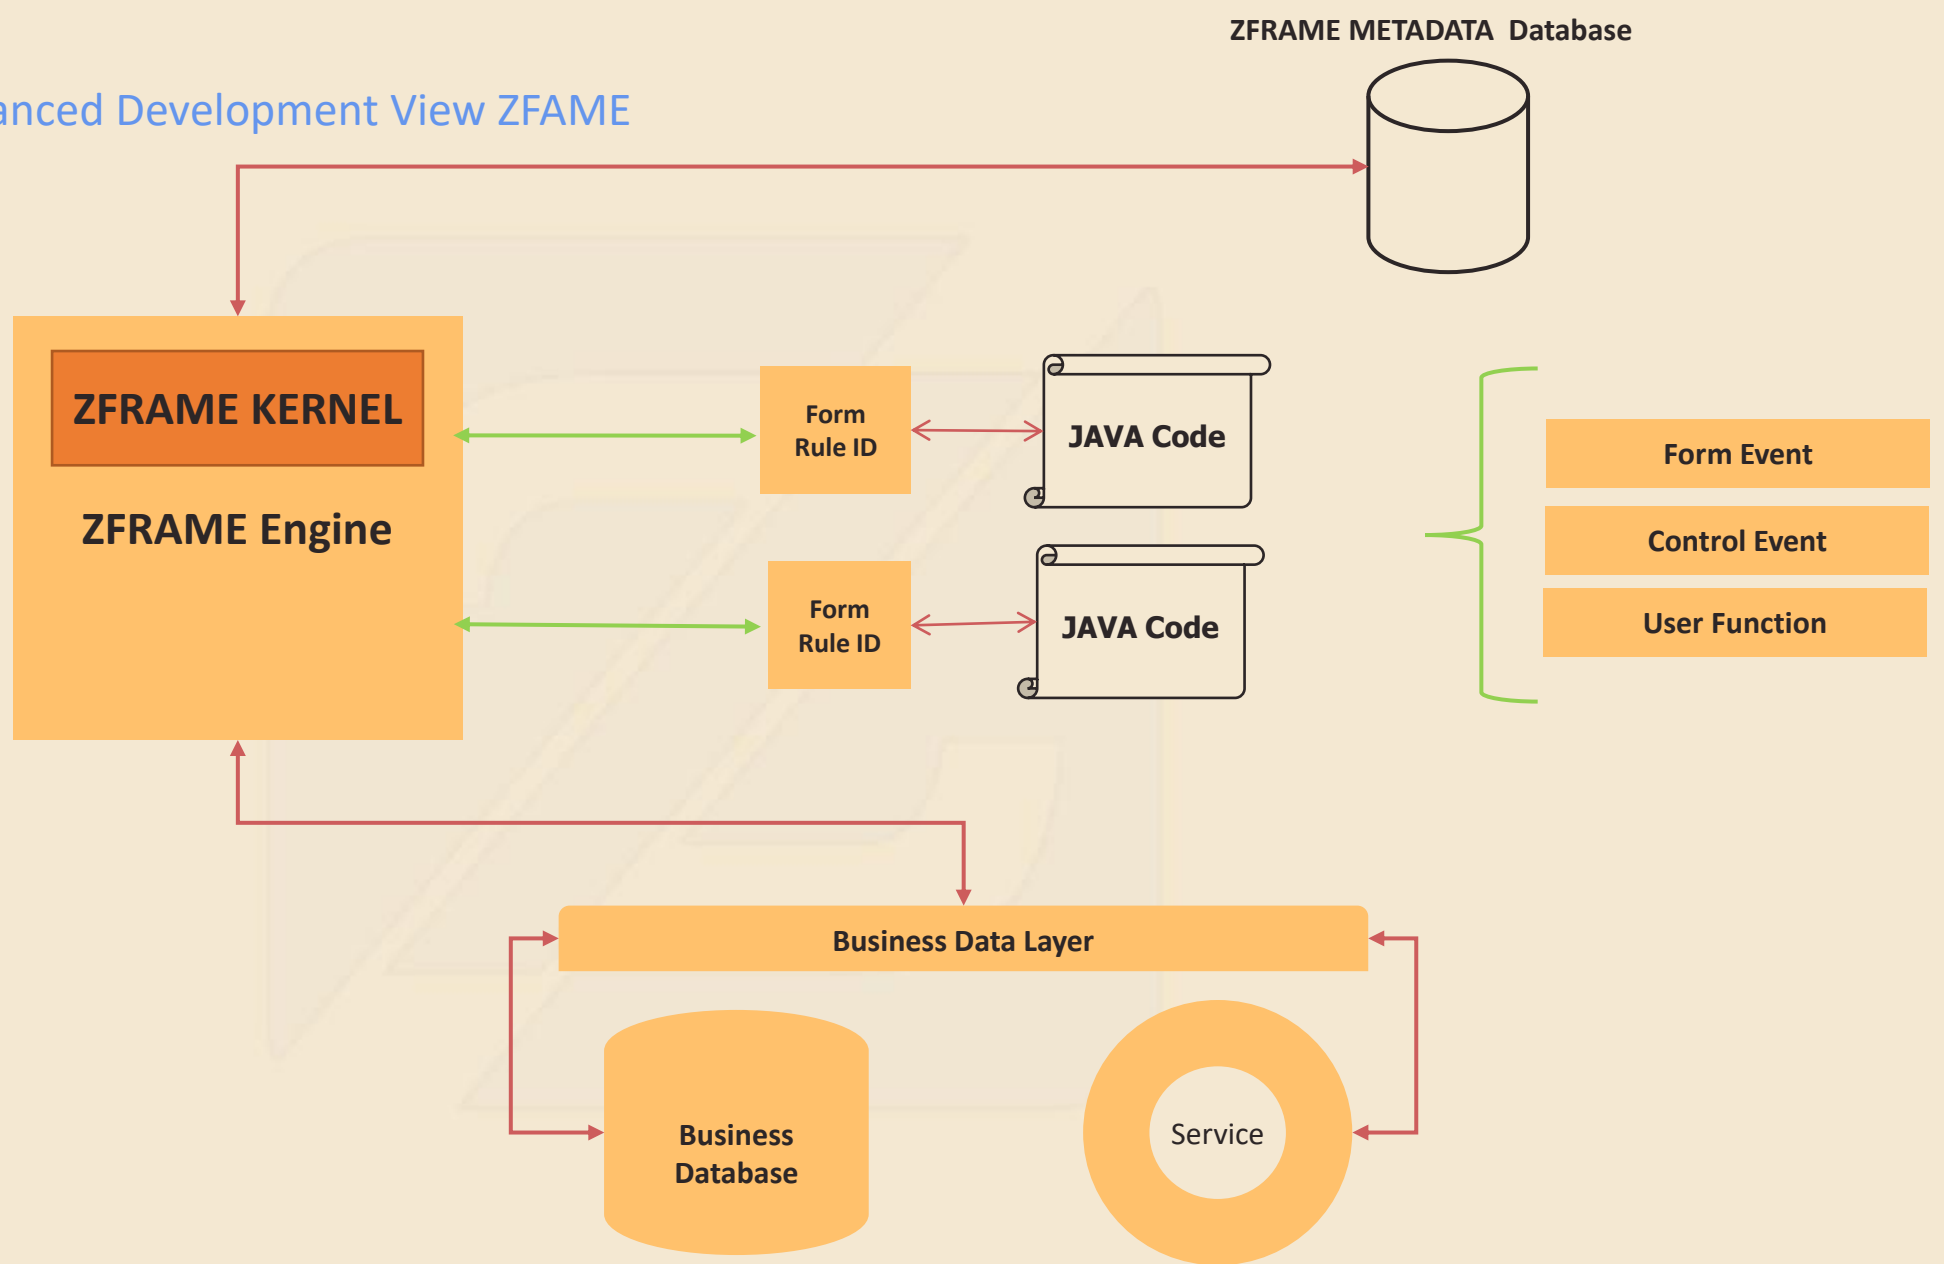 ZFRAME METADATA Database
anced Development View ZFAME
ZFRAME KERNEL
ZFRAME Engine
Form
Rule ID
JAVA Code
Form
Rule ID
JAVA Code
Form Event
Control Event
User Function
Business Data Layer
Business
Database
Service